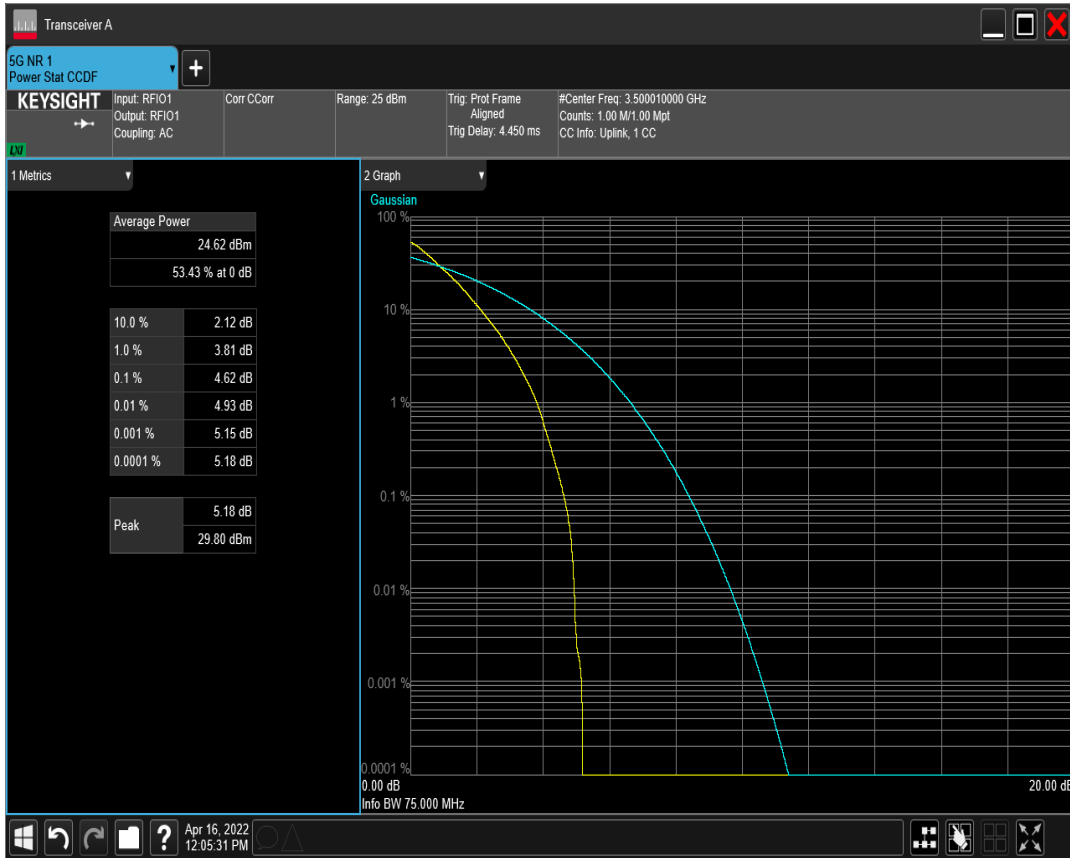 Transceiver A
5G NR 1
Power Stat CCDF
KEYSIGHT
LXI
Input: RFIO1
Output: RFIO1
Coupling: AC
Corr CCorr
Range: 25 dBm
Trig: Prot Frame
Aligned
Trig Delay: 4.450 ms
#Center Freq: 3.500010000 GHz
Counts: 1.00 M/1.00 Mpt
CC Info: Uplink, 1 CC
1 Metrics
Average Power
24.62 dBm
53.43 % at 0 dB
10.0 % 2.12 dB
1.0 % 3.81 dB
0.1 % 4.62 dB
0.01 % 4.93 dB
0.001 % 5.15 dB
0.0001 % 5.18 dB
Peak
5.18 dB
29.80 dBm
2 Graph
Gaussian
100 %
10 %
1 %
0.1 %
0.01 %
0.001 %
0.0001 %
0.00 dB
20.00 dB
Info BW 75.000 MHz
Apr 16, 2022
12:05:31 PM